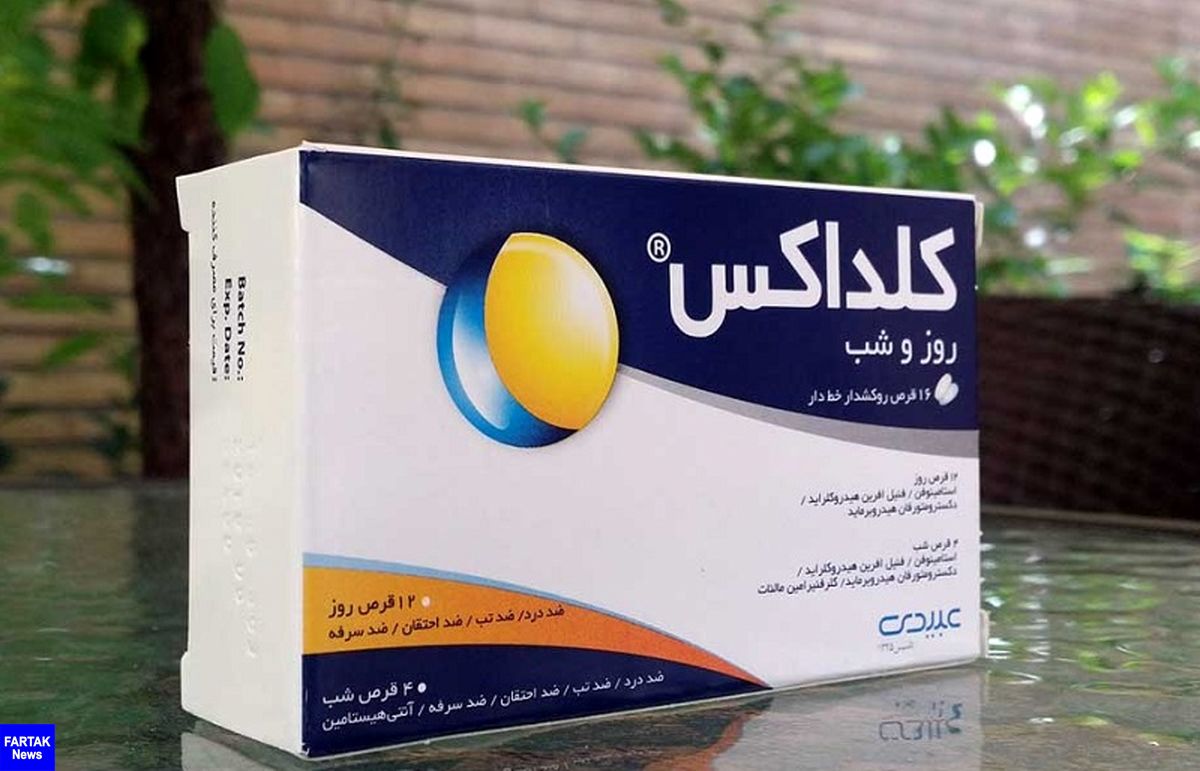 کلداکس®
روز و شب
۱۶ قرص روکشدار خط دار
۱۲ قرص روز
استامینوفن / فنیل افرین هیدروکلراید /
دکسترومتورفان هیدروبرماید
۴ قرص شب
استامینوفن / فنیل افرین هیدروکلراید /
دکسترومتورفان هیدروبرماید/ کلرفنیرامین مالئات
عبیدی
تاسیس ۱۳۲۵
۱۲ قرص روز
ضد درد/ ضد تب / ضد احتقان / ضد سرفه
۴ قرص شب
ضد درد / ضد تب / ضد احتقان / ضد سرفه / آنتی‌هیستامین
Batch No.:
Exp. Date:
FARTAK
News